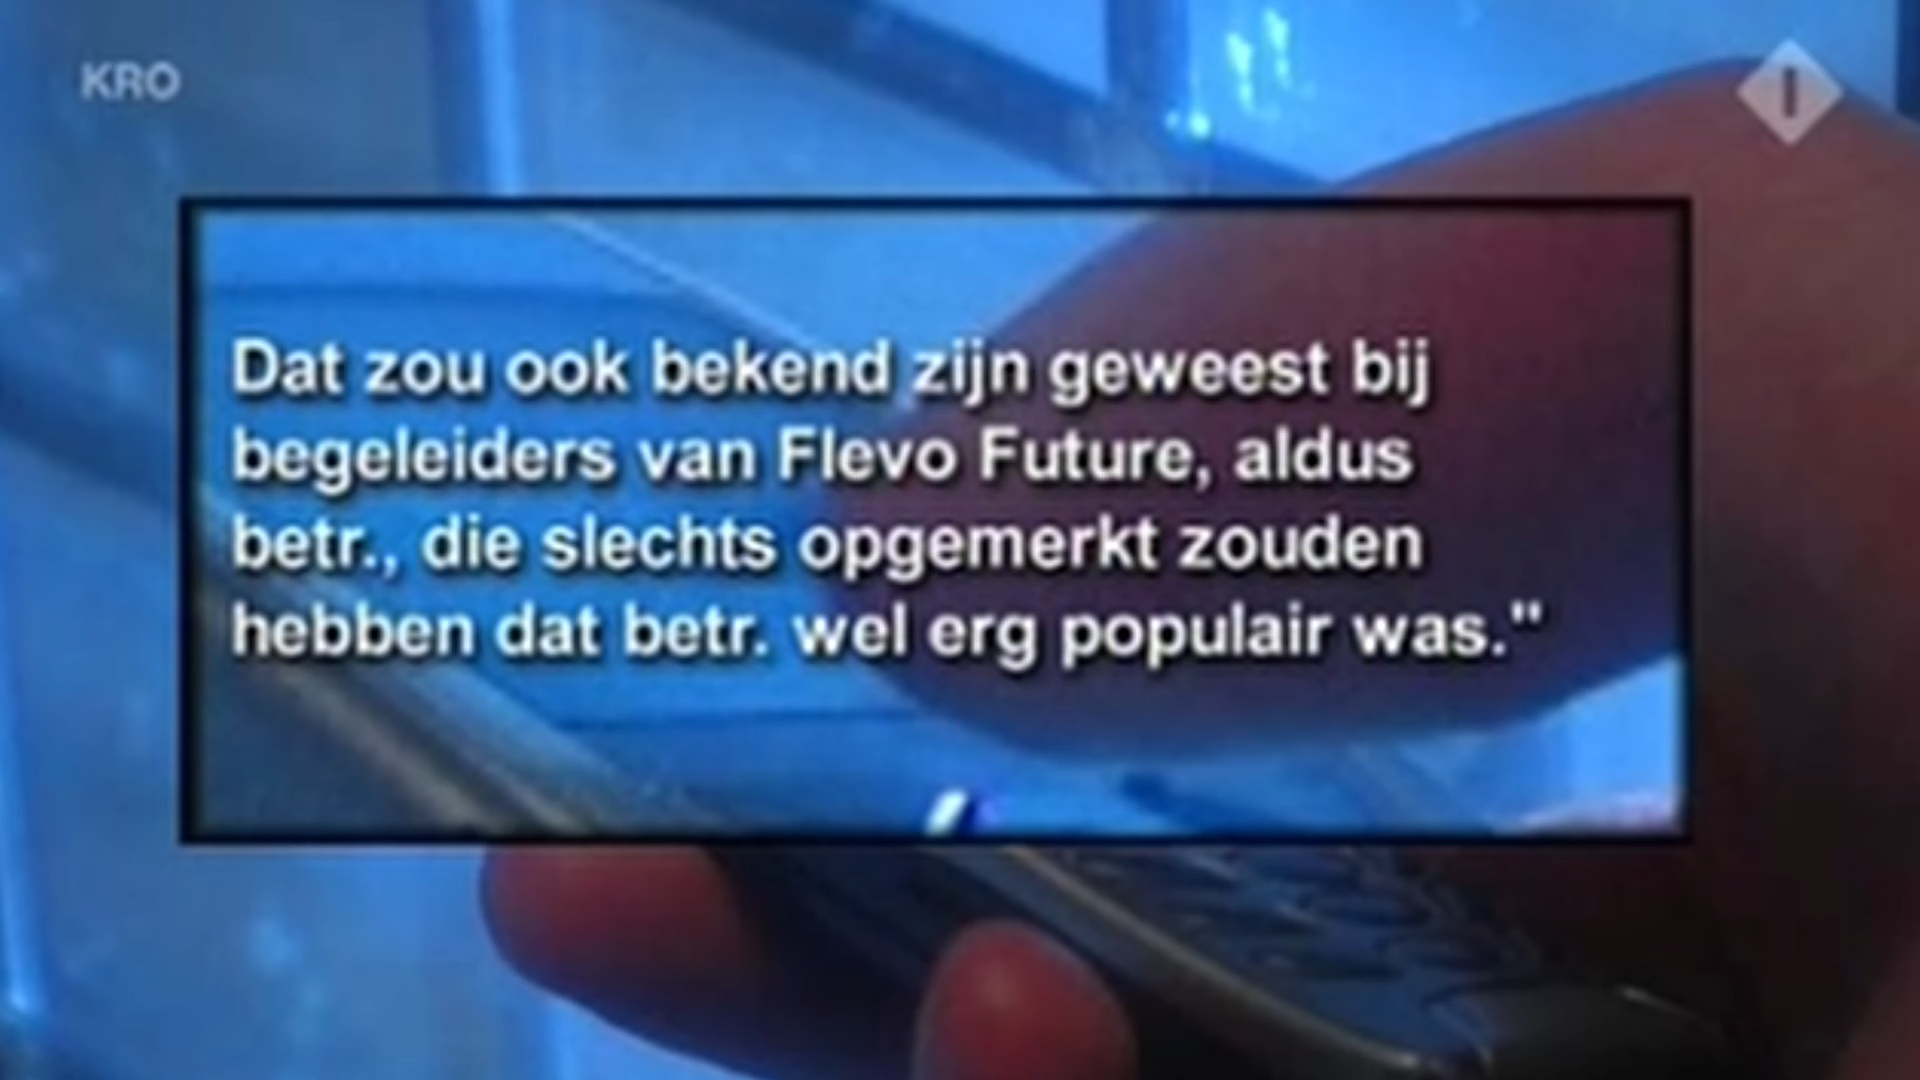 KRO
1
Dat zou ook bekend zijn geweest bij
begeleiders van Flevo Future, aldus
betr., die slechts opgemerkt zouden
hebben dat betr. wel erg populair was."